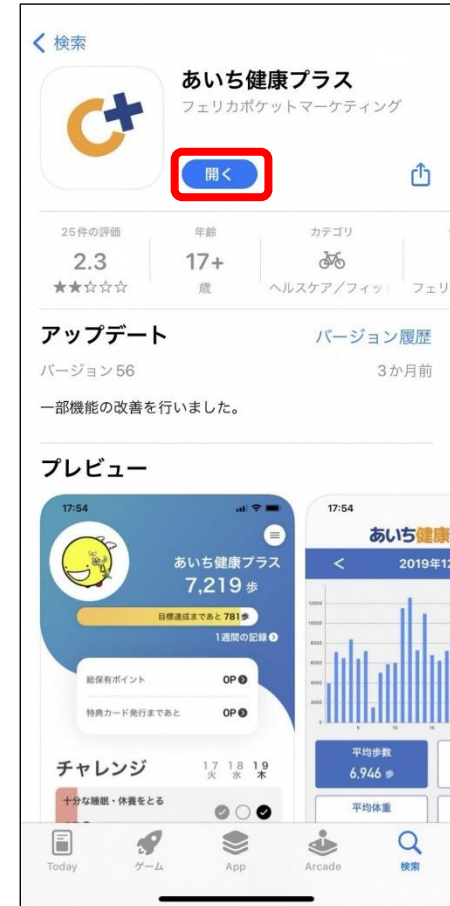 検索
あいち健康プラス
フェリカポケットマーケティング
開く
25件の評価
年齢
カテゴリ
2.3
17+
★★☆☆☆
歳
ヘルスケア／フィッ
フェリ
アップデート
バージョン履歴
バージョン 56
3か月前
一部機能の改善を行いました。
プレビュー
17:54
あいち健康プラス
7,219 歩
目標達成まであと 781歩
1週間の記録
総保有ポイント
0P
特典カード発行まであと
0P
チャレンジ
17 18 19
火 水 木
十分な睡眠・休養をとる
17:54
あいち健康
<
2019年12
平均歩数
6,946 歩
平均体重
Today
ゲーム
App
Arcade
検索